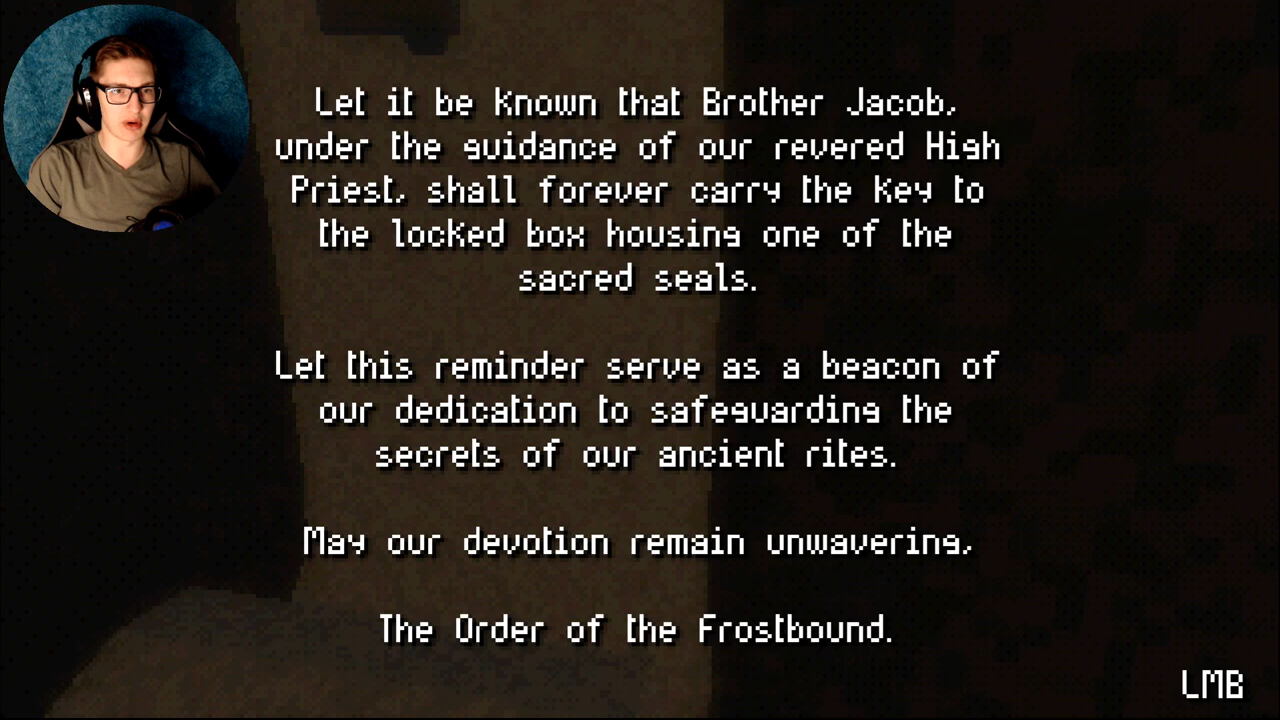 Let it be known that Brother Jacob,
under the guidance of our revered High
Priest, shall forever carry the key to
the locked box housing one of the
sacred seals.
Let this reminder serve as a beacon of
our dedication to safeguarding the
secrets of our ancient rites.
May our devotion remain unwavering,
The Order of the Frostbound.
LMB